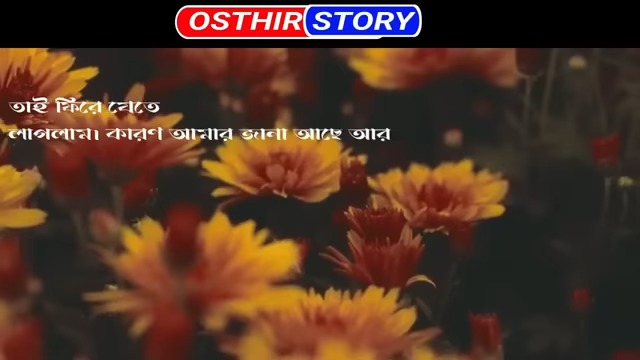 OSTHIR STORY
তাই ফিরে যেতে
লাগলাম। কারণ আমার জানা আছে আর